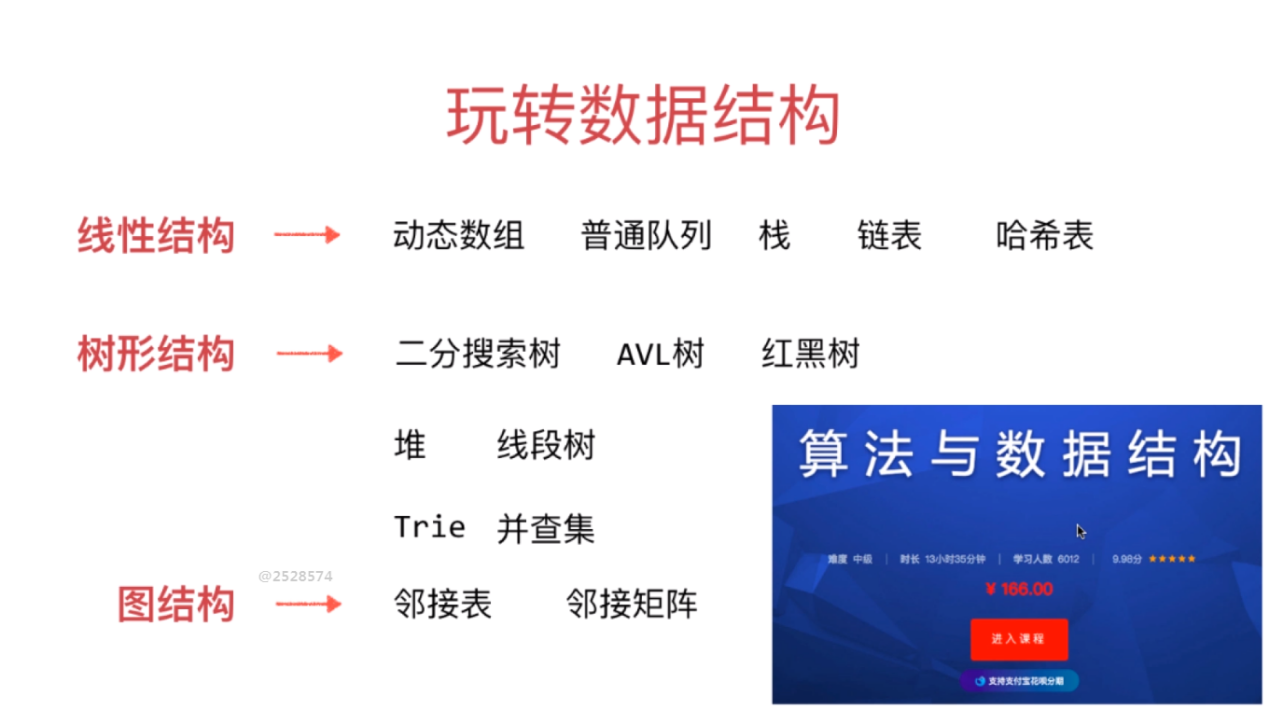 玩转数据结构
线性结构 动态数组 普通队列 栈 链表 哈希表
树形结构 二分搜索树 AVL树 红黑树
堆 线段树
Trie 并查集
@2528574
图结构 邻接表 邻接矩阵
算法与数据结构
难度 中级 | 时长 13小时35分钟 | 学习人数 6012 | 9.98分 ★★★★★
¥ 166.00
进入课程
支持支付宝花呗分期